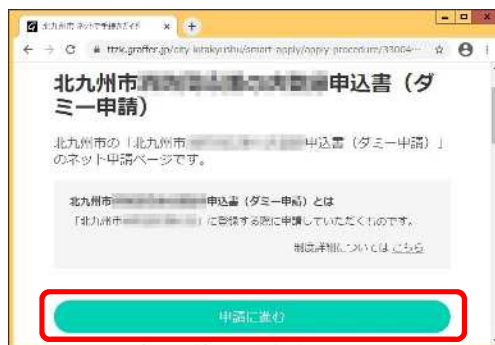 北九州市 ネットで手続きガイド
ttzk.graffer.jp/city-kitakyushu/smart-apply/apply-procedure/33004…
北九州市 申込書（ダ
ミー申請）
北九州市の「北九州市 申込書（ダミー申請）」
のネット申請ページです。
北九州市 申込書（ダミー申請）とは
「北九州市 」に登録する際に申請していただくものです。
制度詳細については こちら
申請に進む